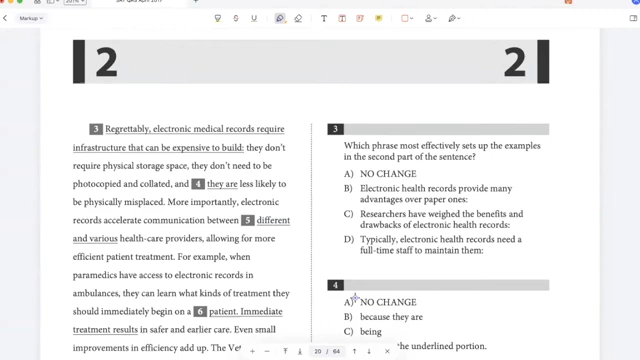 Markup
2
2
3 Regrettably, electronic medical records require
infrastructure that can be expensive to build: they don't
require physical storage space, they don't need to be
photocopied and collated, and 4 they are less likely to
be physically misplaced. More importantly, electronic
records accelerate communication between 5 different
and various health-care providers, allowing for more
efficient patient treatment. For example, when
paramedics have access to electronic records in
ambulances, they can learn what kinds of treatment they
should immediately begin on a 6 patient. Immediate
treatment results in safer and earlier care. Even small
improvements in efficiency add up. The Vet
3
Which phrase most effectively sets up the examples
in the second part of the sentence?
A) NO CHANGE
B) Electronic health records provide many
advantages over paper ones:
C) Researchers have weighed the benefits and
drawbacks of electronic health records:
D) Typically, electronic health records need a
full-time staff to maintain them:
4
A) NO CHANGE
B) because they are
C) being
the underlined portion.
20 / 64